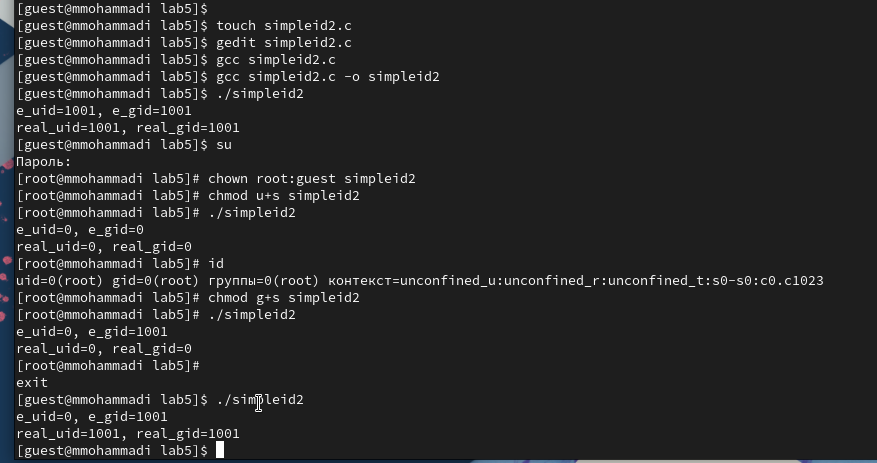 [guest@mmohammadi lab5]$
[guest@mmohammadi lab5]$ touch simpleid2.c
[guest@mmohammadi lab5]$ gedit simpleid2.c
[guest@mmohammadi lab5]$ gcc simpleid2.c
[guest@mmohammadi lab5]$ gcc simpleid2.c -o simpleid2
[guest@mmohammadi lab5]$ ./simpleid2
e_uid=1001, e_gid=1001
real_uid=1001, real_gid=1001
[guest@mmohammadi lab5]$ su
Пароль:
[root@mmohammadi lab5]# chown root:guest simpleid2
[root@mmohammadi lab5]# chmod u+s simpleid2
[root@mmohammadi lab5]# ./simpleid2
e_uid=0, e_gid=0
real_uid=0, real_gid=0
[root@mmohammadi lab5]# id
uid=0(root) gid=0(root) группы=0(root) контекст=unconfined_u:unconfined_r:unconfined_t:s0-s0:c0.c1023
[root@mmohammadi lab5]# chmod g+s simpleid2
[root@mmohammadi lab5]# ./simpleid2
e_uid=0, e_gid=1001
real_uid=0, real_gid=0
[root@mmohammadi lab5]#
exit
[guest@mmohammadi lab5]$ ./simpleid2
e_uid=0, e_gid=1001
real_uid=1001, real_gid=1001
[guest@mmohammadi lab5]$